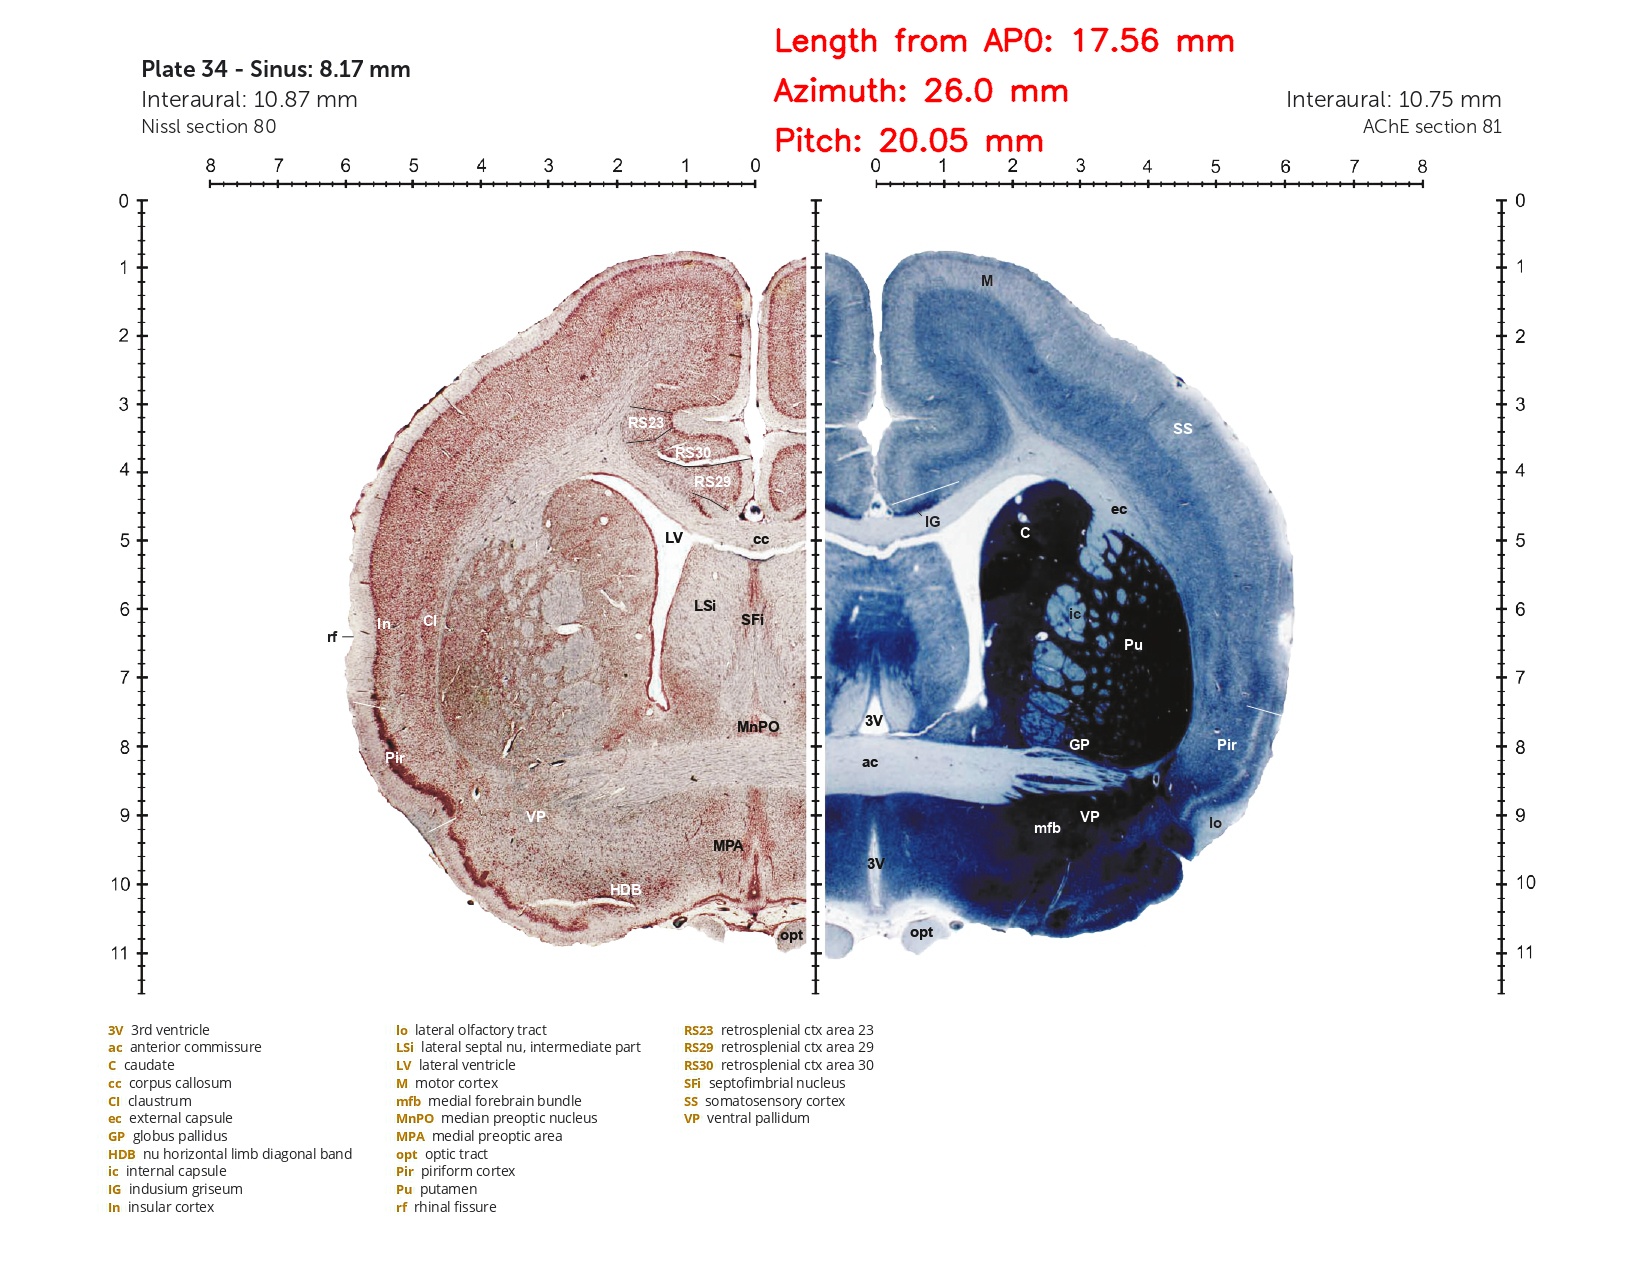 Length from AP0: 17.56 mm
Plate 34 - Sinus: 8.17 mm
Azimuth: 26.0 mm
Interaural: 10.87 mm
Interaural: 10.75 mm
Nissl section 80
AChE section 81
Pitch: 20.05 mm
8 7 6 5 4 3 2 1 0
0 1 2 3 4 5 6 7 8
0 0
1 1
M
2 2
3 3
RS23
SS
RS30
4 4
RS29
ec
IG
C
LV
cc
5 5
6 6
LSi
ic
SFi
In
Cl
rf
Pu
7 7
3V
MnPO
GP
Pir
8 8
Pir
ac
9 9
VP
VP
lo
mfb
MPA
3V
10 10
HDB
opt
opt
11 11
3V 3rd ventricle
ac anterior commissure
C caudate
cc corpus callosum
Cl claustrum
ec external capsule
GP globus pallidus
HDB nu horizontal limb diagonal band
ic internal capsule
IG indusium griseum
In insular cortex
lo lateral olfactory tract
LSi lateral septal nu, intermediate part
LV lateral ventricle
M motor cortex
mfb medial forebrain bundle
MnPO median preoptic nucleus
MPA medial preoptic area
opt optic tract
Pir piriform cortex
Pu putamen
rf rhinal fissure
RS23 retrosplenial ctx area 23
RS29 retrosplenial ctx area 29
RS30 retrosplenial ctx area 30
SFi septofimbrial nucleus
SS somatosensory cortex
VP ventral pallidum